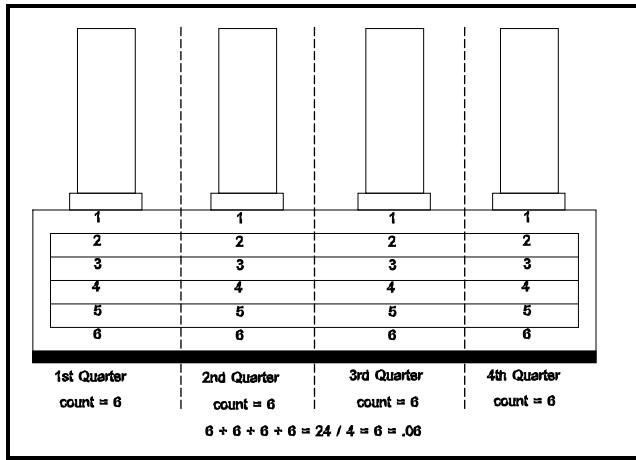 1 1 1 1
2 2 2 2
3 3 3 3
4 4 4 4
5 5 5 5
6 6 6 6
1st Quarter 2nd Quarter 3rd Quarter 4th Quarter
count = 6 count = 6 count = 6 count = 6
6 + 6 + 6 + 6 = 24 / 4 = 6 = .06